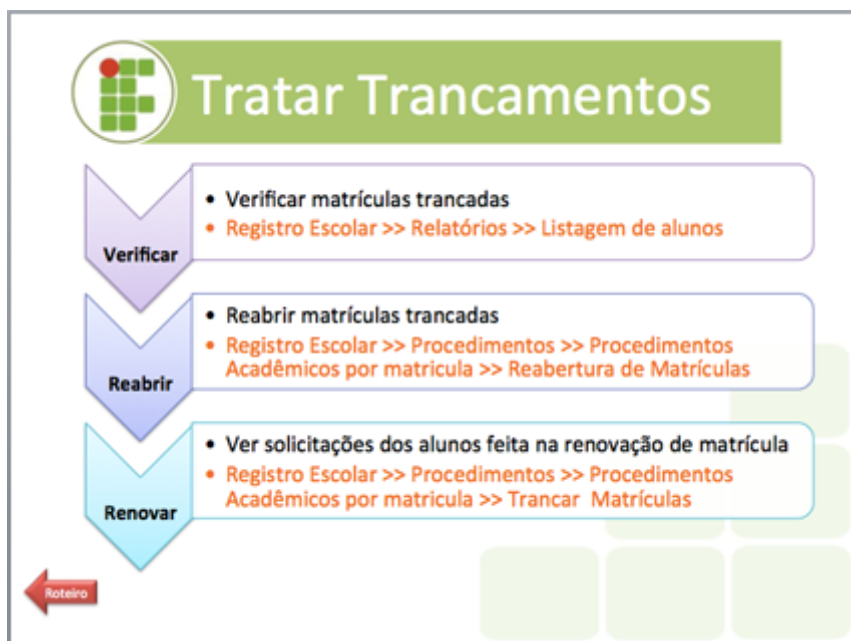 Tratar Trancamentos
Verificar
• Verificar matrículas trancadas
• Registro Escolar >> Relatórios >> Listagem de alunos
Reabrir
• Reabrir matrículas trancadas
• Registro Escolar >> Procedimentos >> Procedimentos
Acadêmicos por matricula >> Reabertura de Matrículas
Renovar
• Ver solicitações dos alunos feita na renovação de matrícula
• Registro Escolar >> Procedimentos >> Procedimentos
Acadêmicos por matricula >> Trancar Matrículas
Roteiro